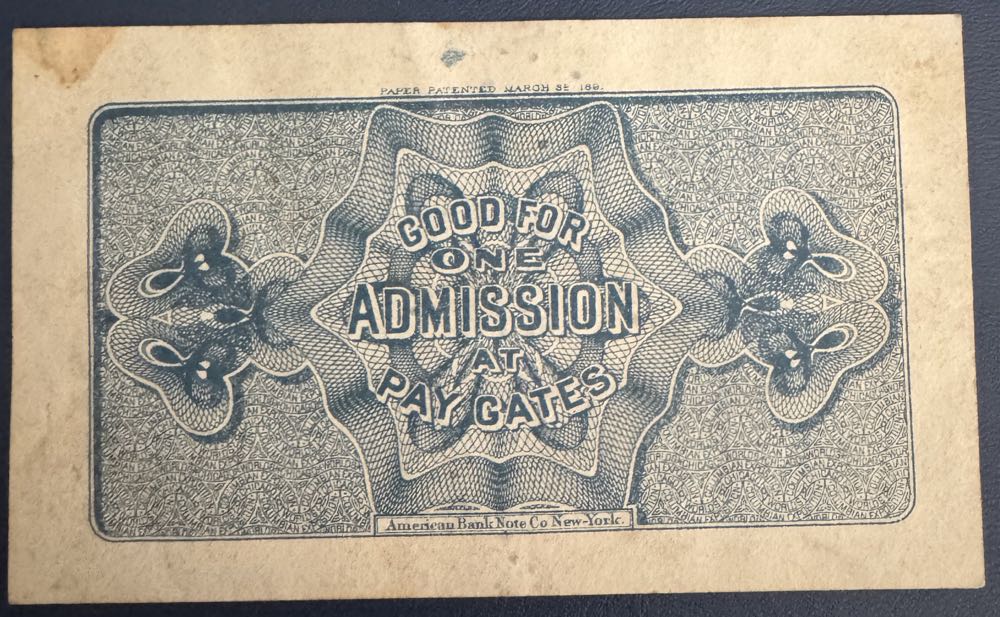 PAPER PATENTED MARCH
GOOD FOR
ONE
ADMISSION
AT
PAY GATES
American Bank Note Co New-York.